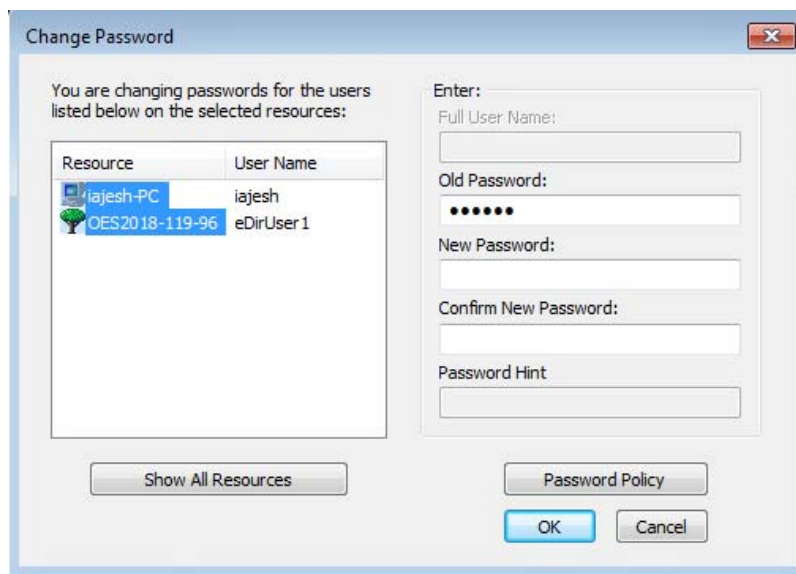 Change Password
You are changing passwords for the users
listed below on the selected resources:
Resource User Name
iajesh-PC iajesh
OES2018-119-96 eDirUser1
Show All Resources
Enter:
Full User Name:
Old Password:
••••••
New Password:
Confirm New Password:
Password Hint
Password Policy
OK Cancel